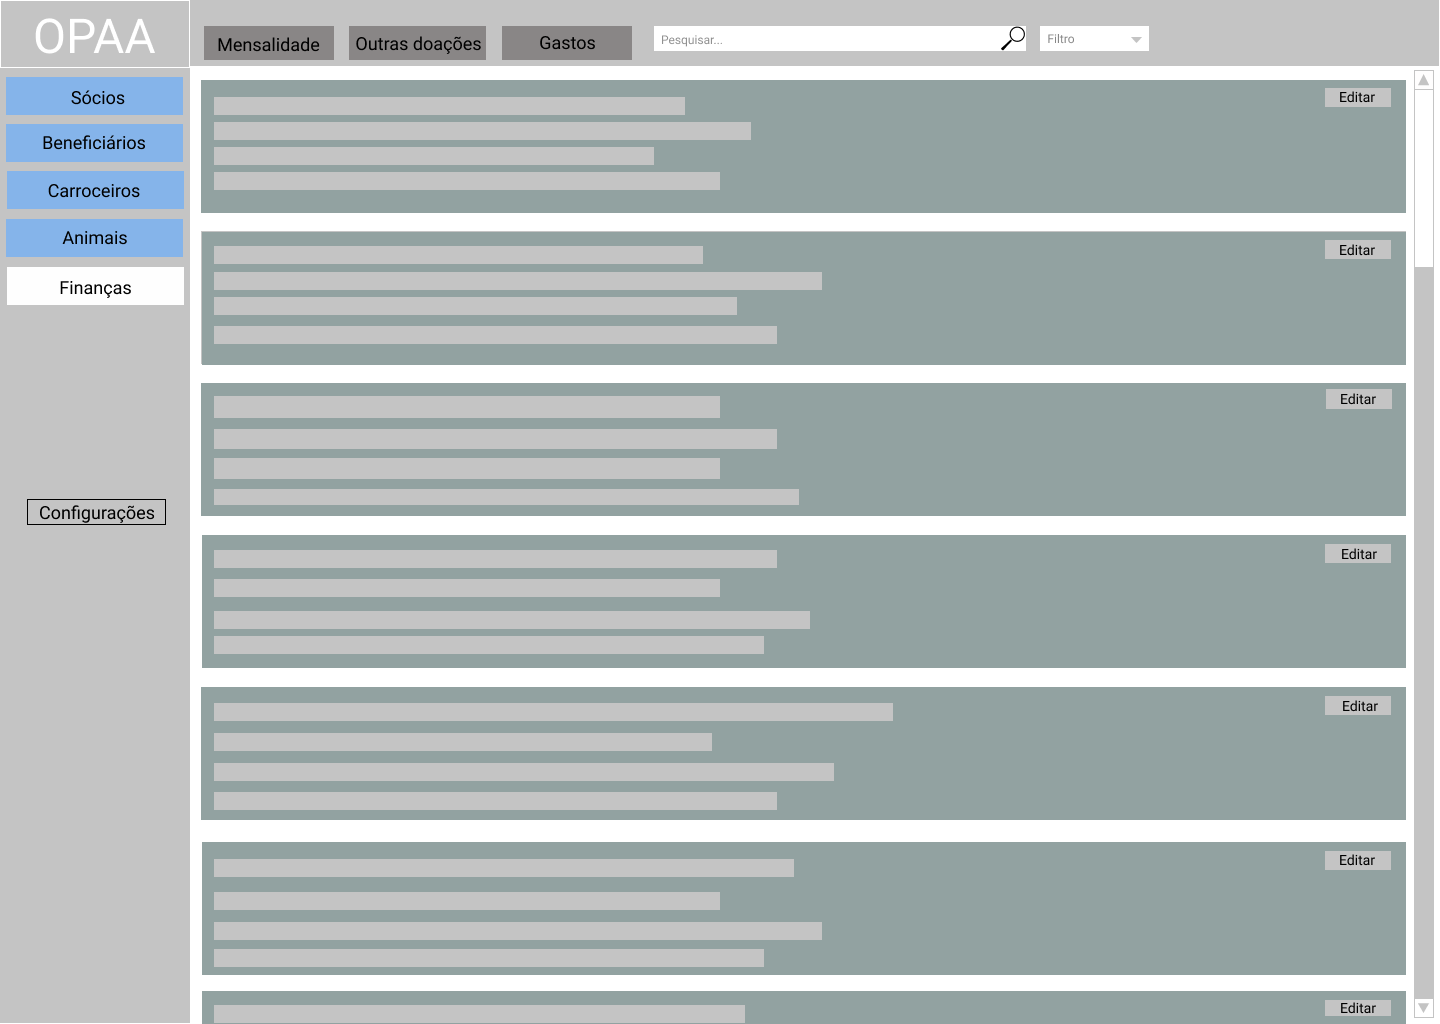 OPAA
Mensalidade
Outras doações
Gastos
Pesquisar...
Filtro
Sócios
Beneficiários
Carroceiros
Animais
Finanças
Configurações
Editar
Editar
Editar
Editar
Editar
Editar
Editar